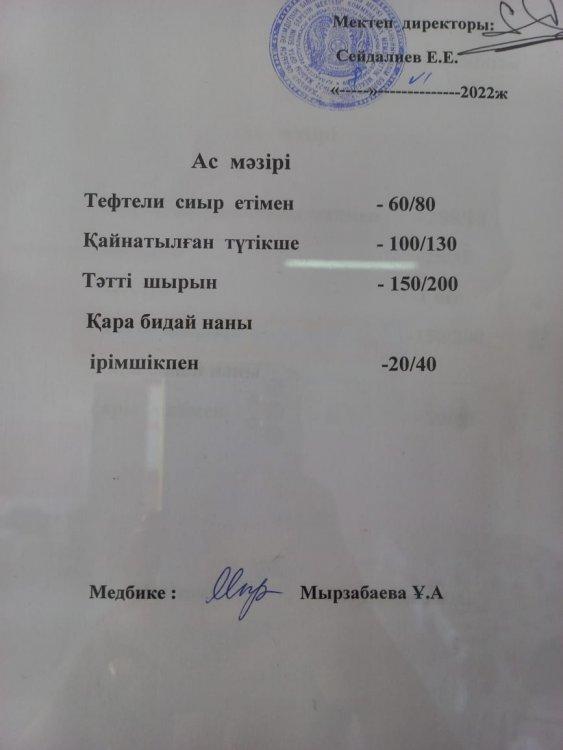 Мектеп директоры:
Сейдалиев Е.Е.
«-----»--------------2022ж
Ас мәзірі
Тефтели сиыр етімен - 60/80
Қайнатылған түтікше - 100/130
Тәтті шырын - 150/200
Қара бидай наны
ірімшікпен -20/40
Медбике : Мырзабаева Ұ.А